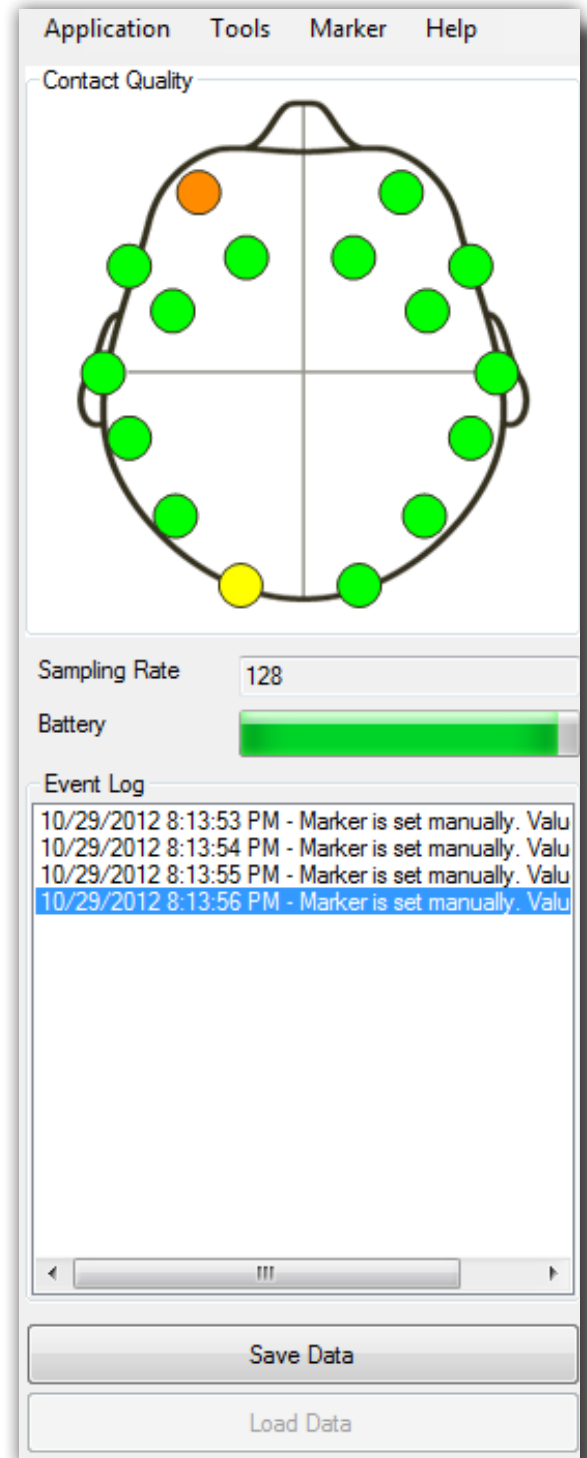 Application Tools Marker Help
Contact Quality
Sampling Rate 128
Battery
Event Log
10/29/2012 8:13:53 PM - Marker is set manually. Valu
10/29/2012 8:13:54 PM - Marker is set manually. Valu
10/29/2012 8:13:55 PM - Marker is set manually. Valu
10/29/2012 8:13:56 PM - Marker is set manually. Valu
Save Data
Load Data